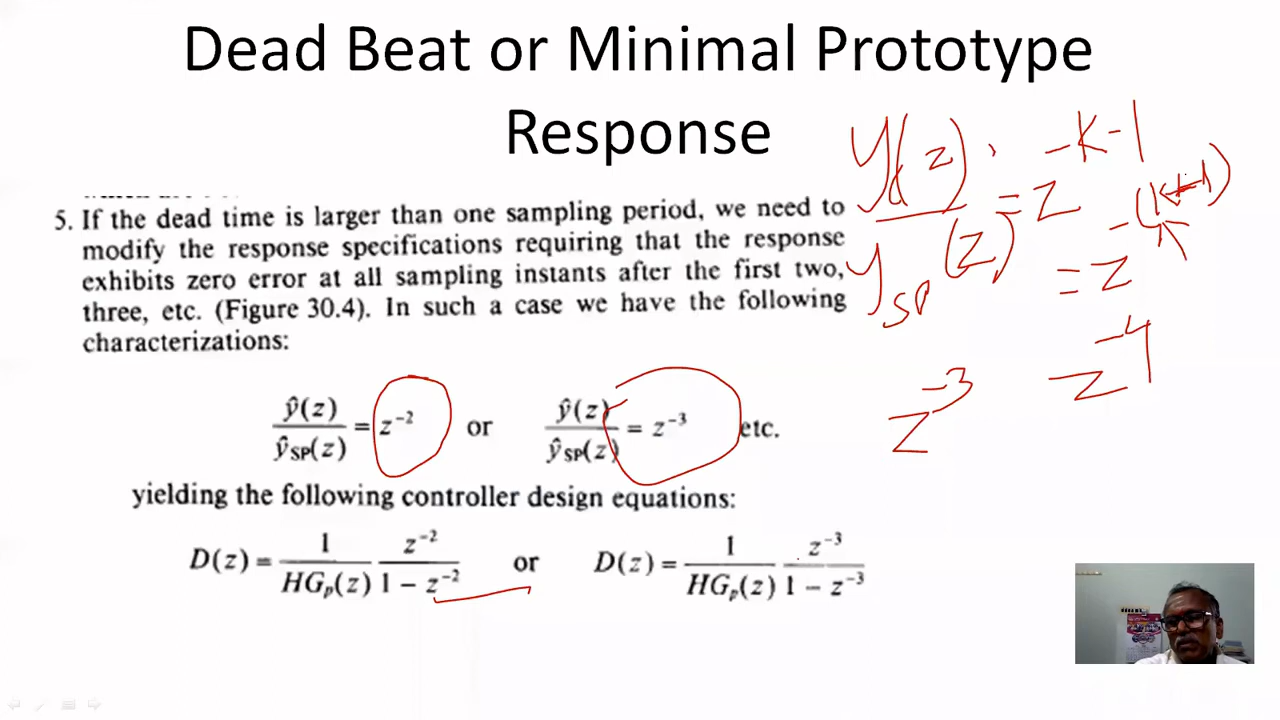 Dead Beat or Minimal Prototype
Response
5. If the dead time is larger than one sampling period, we need to
modify the response specifications requiring that the response
exhibits zero error at all sampling instants after the first two,
three, etc. (Figure 30.4). In such a case we have the following
characterizations:
ŷ(z)/ŷSP(z) = z⁻² or ŷ(z)/ŷSP(z) = z⁻³ etc.
yielding the following controller design equations:
D(z) = 1/HGp(z) z⁻²/1 − z⁻² or D(z) = 1/HGp(z) z⁻³/1 − z⁻³
y(z)/ySP(z) = z^-k-1
= z
z⁻³ z⁻⁴